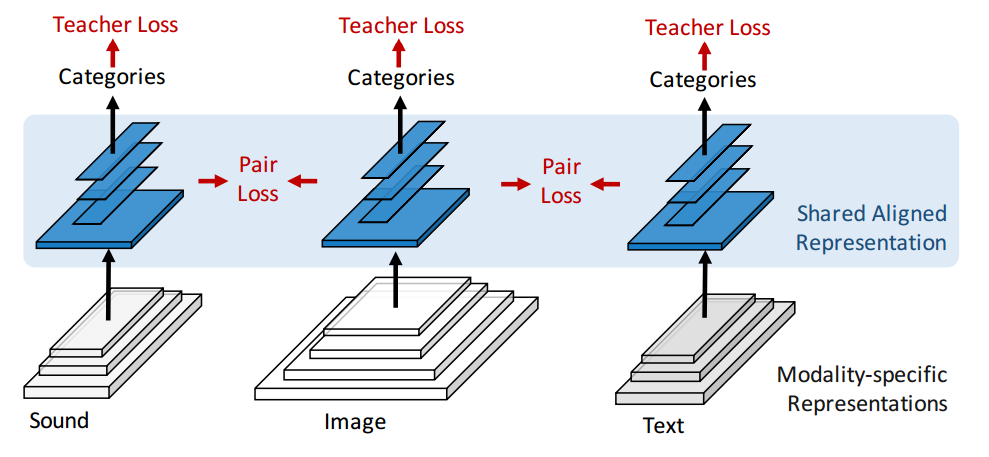 Teacher Loss
Teacher Loss
Teacher Loss
Categories
Categories
Categories
Pair
Loss
Pair
Loss
Shared Aligned
Representation
Modality-specific
Representations
Sound
Image
Text